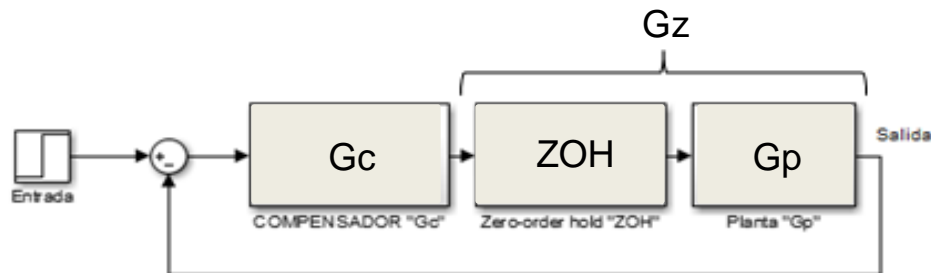 Gz
Gc
ZOH
Gp
Salida
Entrada
+
-
COMPENSADOR "Gc"
Zero-order hold "ZOH"
Planta "Gp"